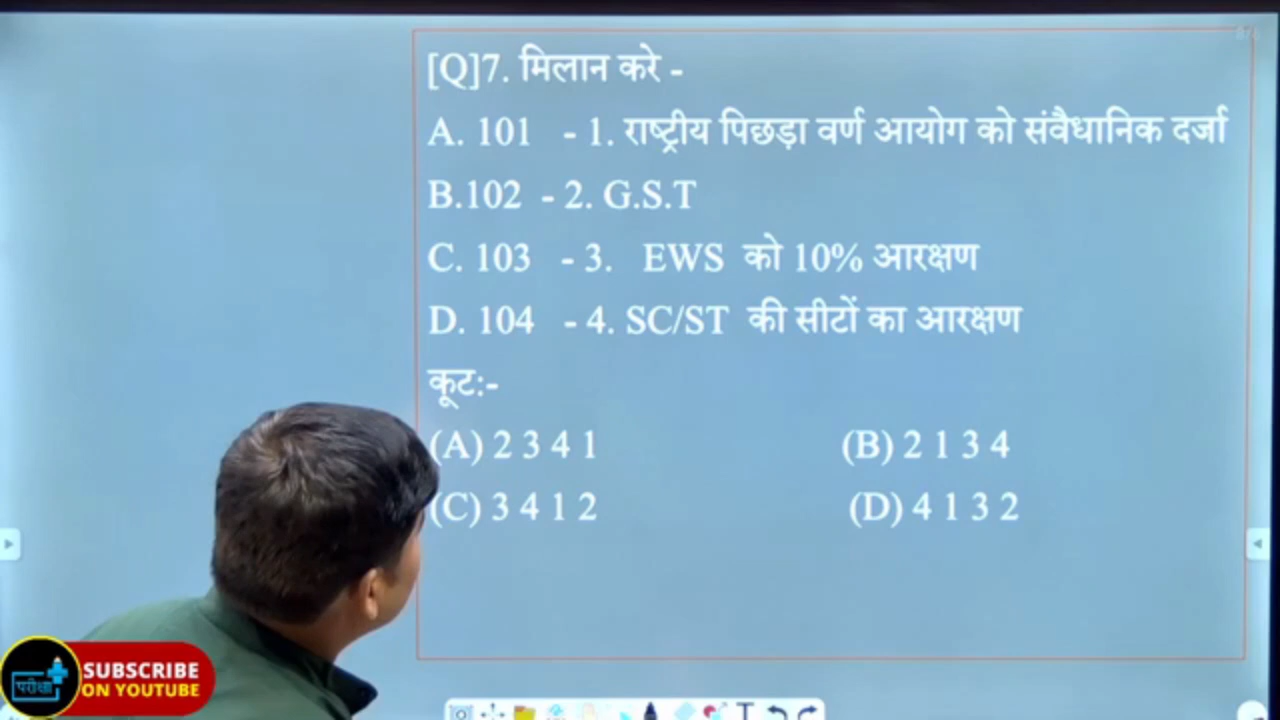 [Q]7. मिलान करे -
A. 101 - 1. राष्ट्रीय पिछड़ा वर्ण आयोग को संवैधानिक दर्जा
B.102 - 2. G.S.T
C. 103 - 3. EWS को 10% आरक्षण
D. 104 - 4. SC/ST की सीटों का आरक्षण
कूट:-
(A) 2 3 4 1 (B) 2 1 3 4
(C) 3 4 1 2 (D) 4 1 3 2
परीक्षा
SUBSCRIBE
ON YOUTUBE